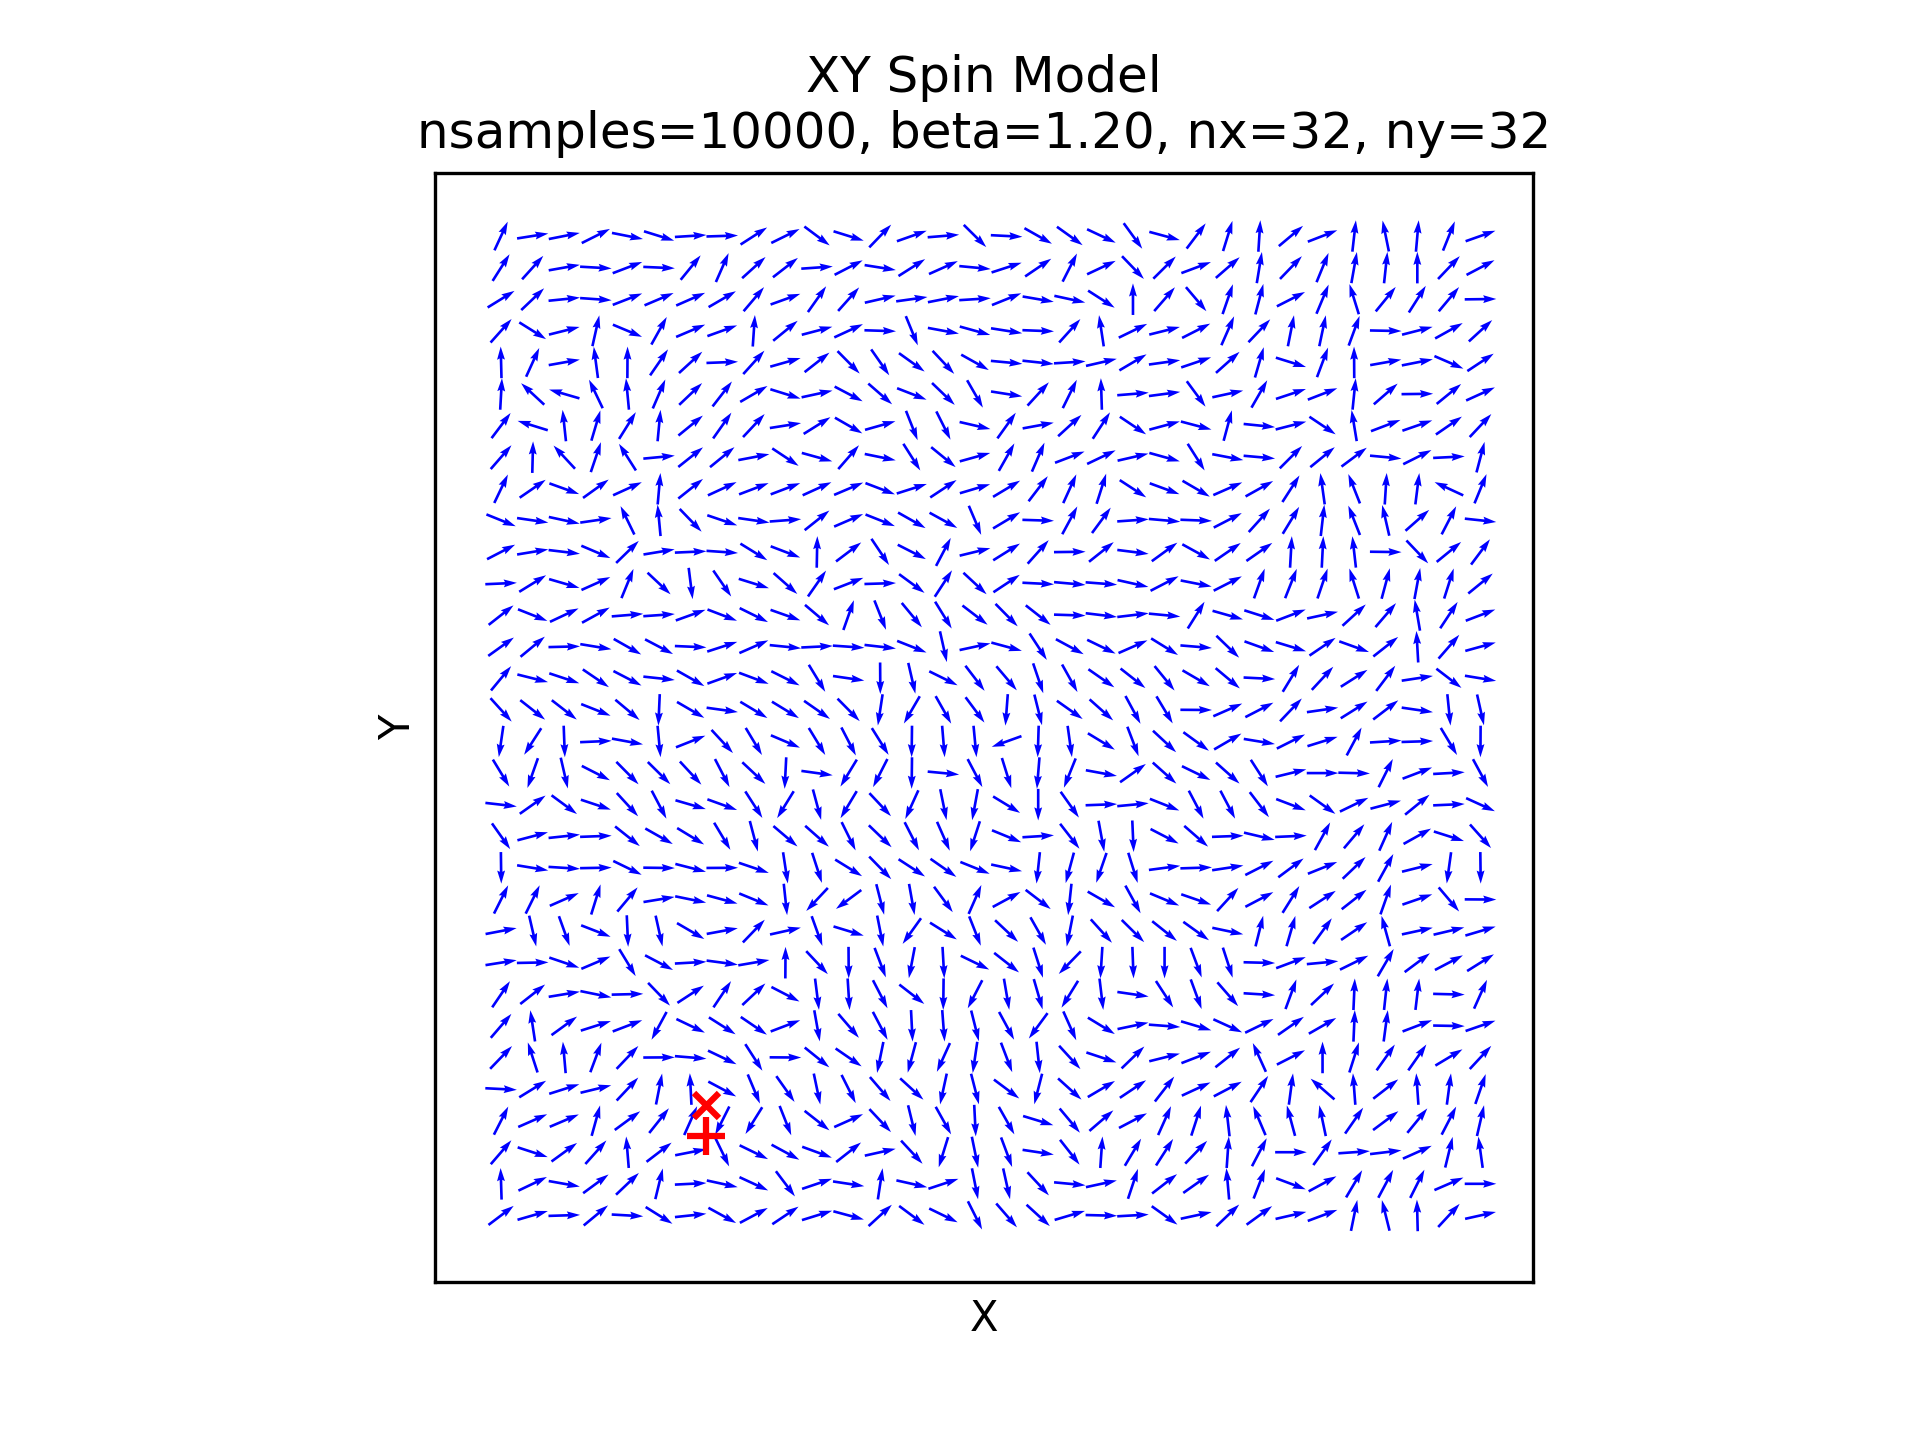 XY Spin Model
nsamples=10000, beta=1.20, nx=32, ny=32
Y
X